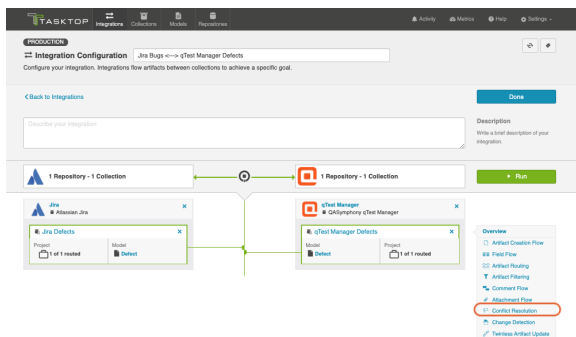 TASKTOP
Integrations
Collections
Models
Repositories
Activity
Metrics
Help
Settings
PRODUCTION
Integration Configuration
Jira Bugs <--> qTest Manager Defects
Configure your integration. Integrations flow artifacts between collections to achieve a specific goal.
Back to Integrations
Done
Describe your integration
Description
Write a brief description of your
integration.
1 Repository - 1 Collection
1 Repository - 1 Collection
Run
Jira
Atlassian Jira
Jira Defects
Project
1 of 1 routed
Model
Defect
qTest Manager
QASymphony qTest Manager
qTest Manager Defects
Model
Defect
Project
1 of 1 routed
Overview
Artifact Creation Flow
Field Flow
Artifact Routing
Artifact Filtering
Comment Flow
Attachment Flow
Conflict Resolution
Change Detection
Twinless Artifact Update